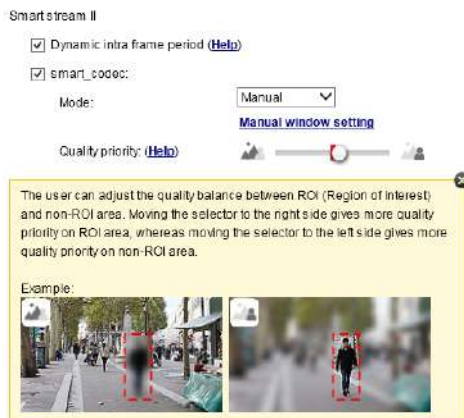 Smart stream II
Dynamic intra frame period (Help)
smart_codec:
Mode: Manual
Manual window setting
Quality priority: (Help)
The user can adjust the quality balance between ROI (Region of Interest)
and non-ROI area. Moving the selector to the right side gives more quality
priority on ROI area, whereas moving the selector to the left side gives more
quality priority on non-ROI area.
Example: